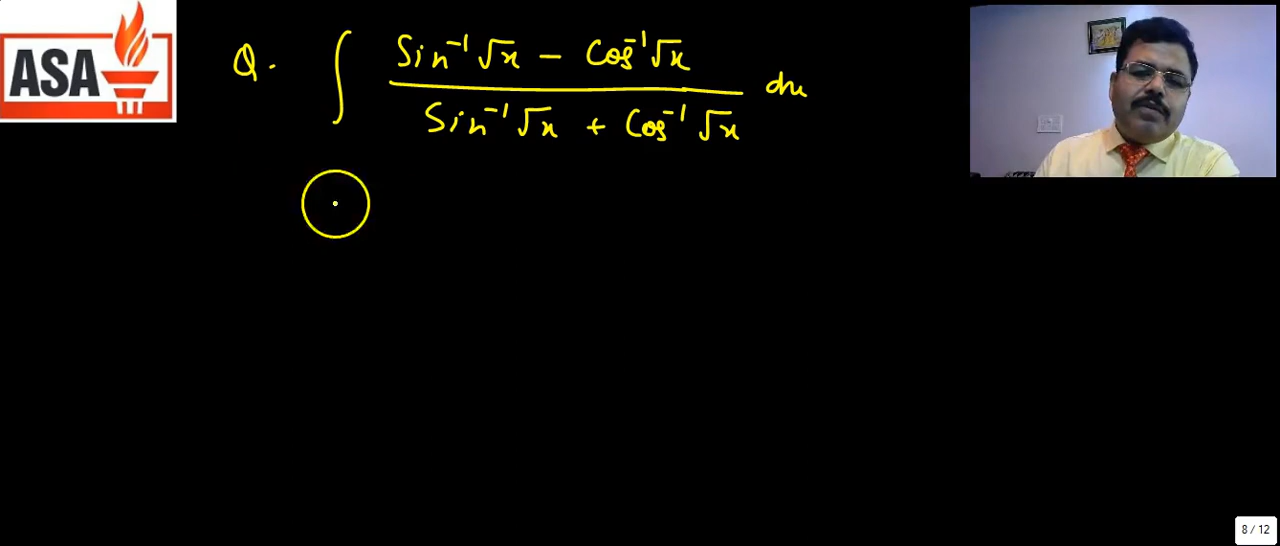 ASA
Q. ∫ Sin⁻¹√x − Cos⁻¹√x / Sin⁻¹√x + Cos⁻¹√x dx
8 / 12